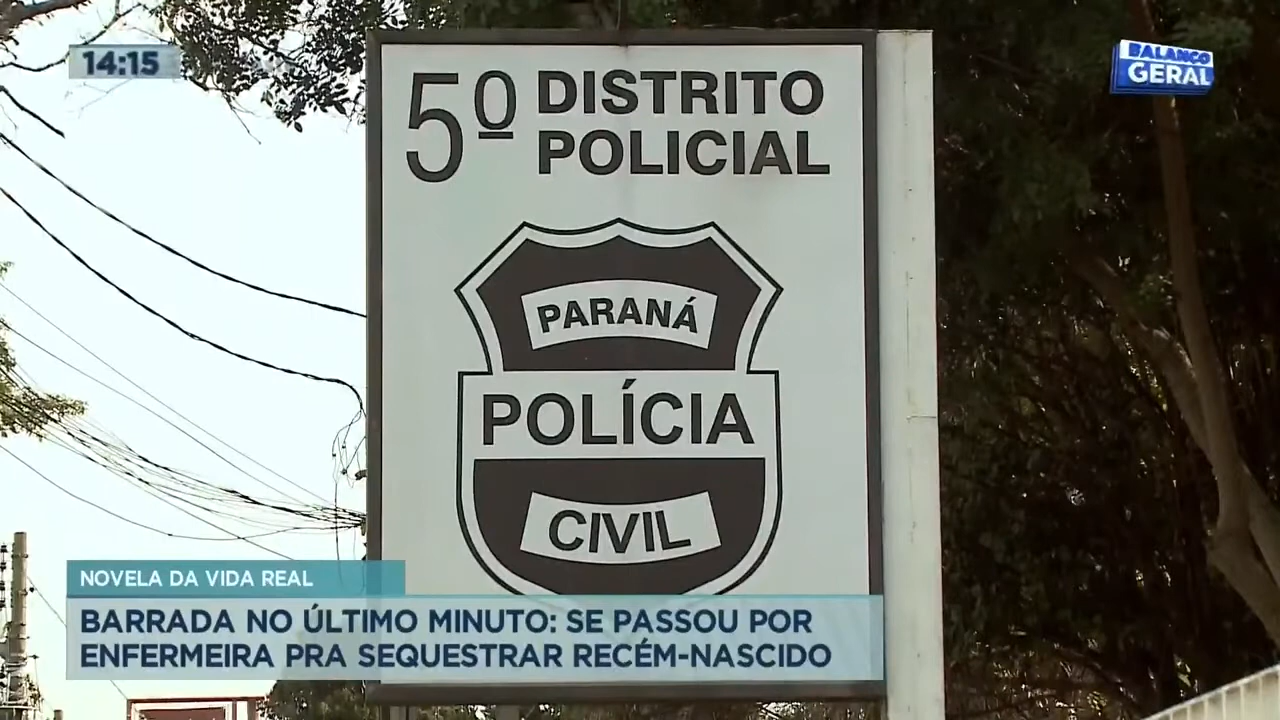 14:15
BALANÇO
GERAL
5º DISTRITO
POLICIAL
PARANÁ
POLÍCIA
CIVIL
NOVELA DA VIDA REAL
BARRADA NO ÚLTIMO MINUTO: SE PASSOU POR
ENFERMEIRA PRA SEQUESTRAR RECÉM-NASCIDO